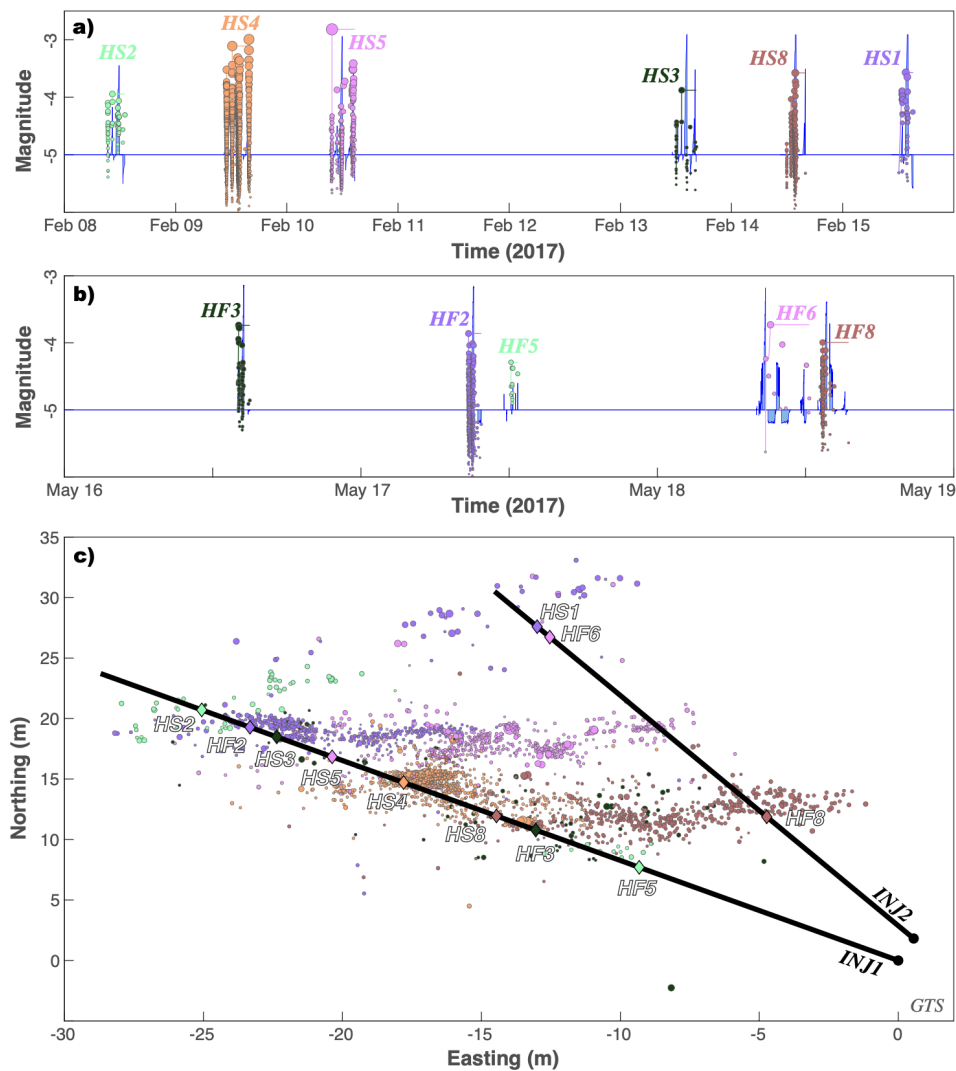 a)
-3
-4
-5
Magnitude
HS2
HS4
HS5
HS3
HS8
HS1
Feb 08
Feb 09
Feb 10
Feb 11
Feb 12
Feb 13
Feb 14
Feb 15
Time (2017)
b)
-3
-4
-5
Magnitude
HF3
HF2
HF5
HF6
HF8
May 16
May 17
May 18
May 19
Time (2017)
c)
35
30
25
20
15
10
5
0
Northing (m)
HS1
HF6
HS2
HF2
HS3
HS5
HS4
HS8
HF3
HF8
HF5
INJ2
INJ1
GTS
-30
-25
-20
-15
-10
-5
0
Easting (m)